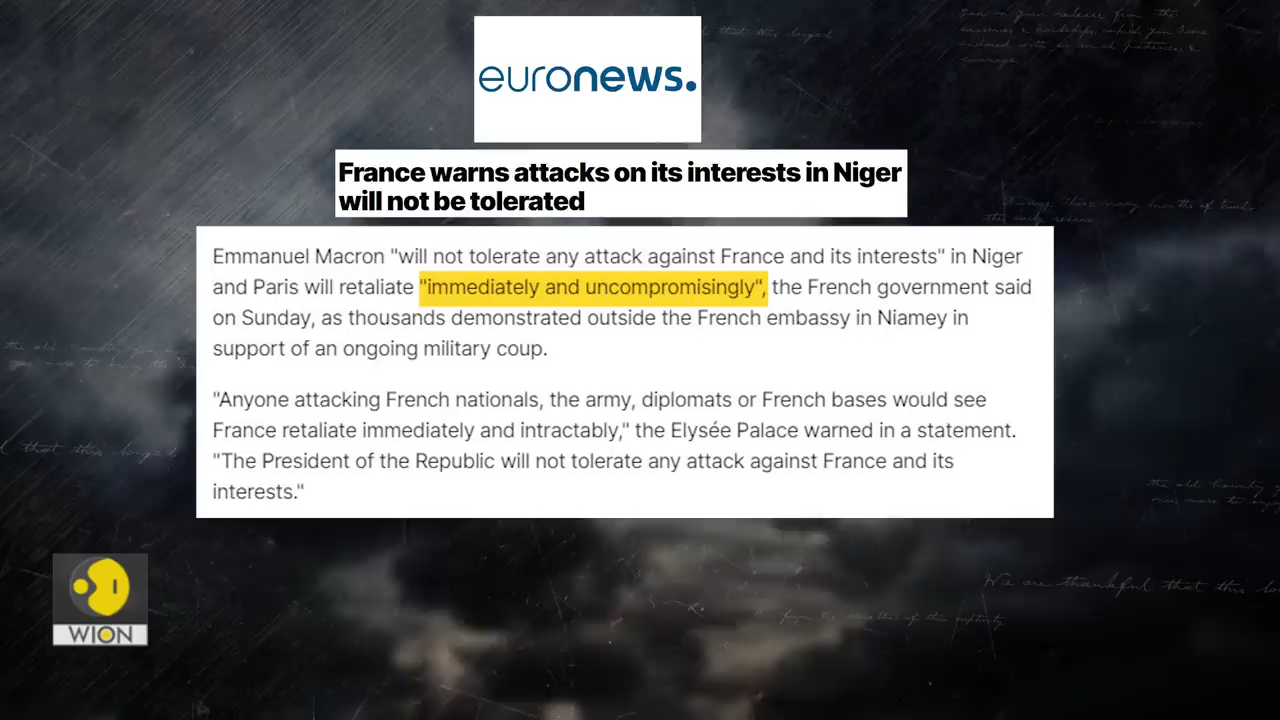 euronews.
France warns attacks on its interests in Niger
will not be tolerated
Emmanuel Macron "will not tolerate any attack against France and its interests" in Niger
and Paris will retaliate "immediately and uncompromisingly", the French government said
on Sunday, as thousands demonstrated outside the French embassy in Niamey in
support of an ongoing military coup.
"Anyone attacking French nationals, the army, diplomats or French bases would see
France retaliate immediately and intractably," the Elysée Palace warned in a statement.
"The President of the Republic will not tolerate any attack against France and its
interests."
WION
We are thankful that this